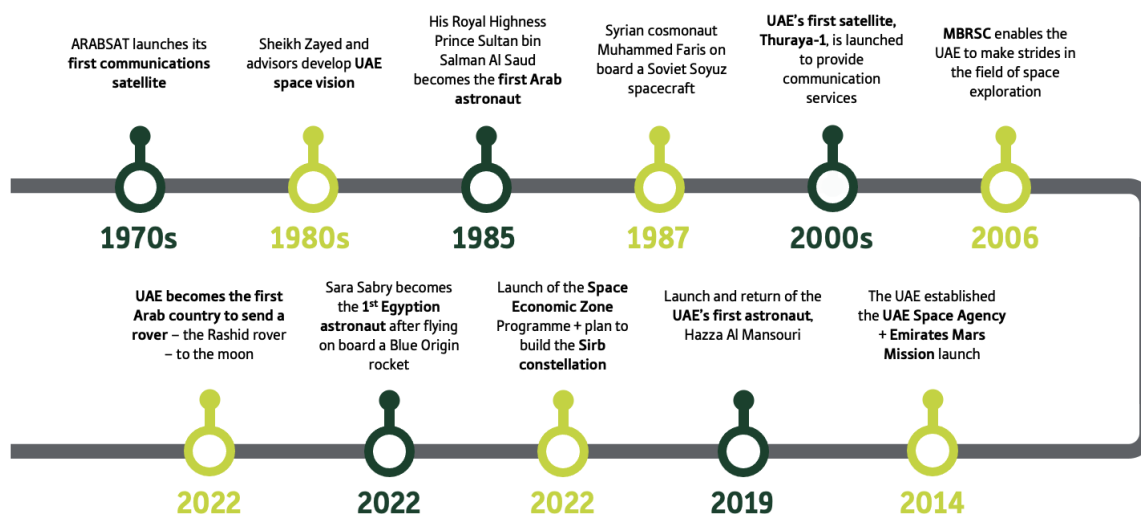 ARABSAT launches its
first communications
satellite
1970s
Sheikh Zayed and
advisors develop UAE
space vision
1980s
His Royal Highness
Prince Sultan bin
Salman Al Saud
becomes the first Arab
astronaut
1985
Syrian cosmonaut
Muhammed Faris on
board a Soviet Soyuz
spacecraft
1987
UAE's first satellite,
Thuraya-1, is launched
to provide
communication
services
2000s
MBRSC enables the
UAE to make strides in
the field of space
exploration
2006
The UAE established
the UAE Space Agency
+ Emirates Mars
Mission launch
2014
Launch and return of the
UAE's first astronaut,
Hazza Al Mansouri
2019
Launch of the Space
Economic Zone
Programme + plan to
build the Sirb
constellation
2022
Sara Sabry becomes
the 1st Egyption
astronaut after flying
on board a Blue Origin
rocket
2022
UAE becomes the first
Arab country to send a
rover – the Rashid rover
– to the moon
2022